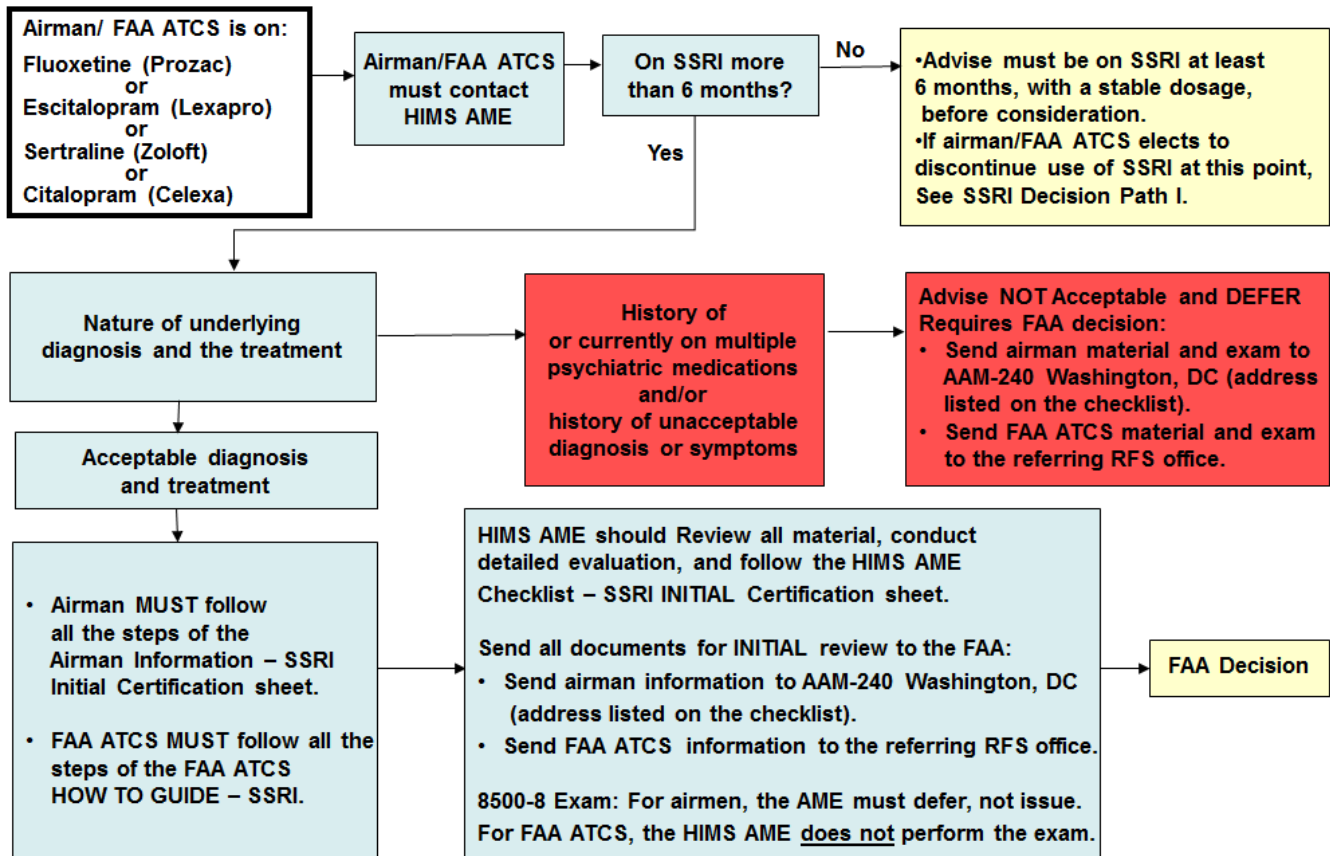 Airman/ FAA ATCS is on:
Fluoxetine (Prozac)
or
Escitalopram (Lexapro)
or
Sertraline (Zoloft)
or
Citalopram (Celexa)
Airman/FAA ATCS
must contact
HIMS AME
On SSRI more
than 6 months?
No
•Advise must be on SSRI at least
6 months, with a stable dosage,
before consideration.
•If airman/FAA ATCS elects to
discontinue use of SSRI at this point,
See SSRI Decision Path I.
Yes
Nature of underlying
diagnosis and the treatment
History of
or currently on multiple
psychiatric medications
and/or
history of unacceptable
diagnosis or symptoms
Advise NOT Acceptable and DEFER
Requires FAA decision:
• Send airman material and exam to
AAM-240 Washington, DC (address
listed on the checklist).
• Send FAA ATCS material and exam
to the referring RFS office.
Acceptable diagnosis
and treatment
• Airman MUST follow
all the steps of the
Airman Information – SSRI
Initial Certification sheet.
• FAA ATCS MUST follow all the
steps of the FAA ATCS
HOW TO GUIDE – SSRI.
HIMS AME should Review all material, conduct
detailed evaluation, and follow the HIMS AME
Checklist – SSRI INITIAL Certification sheet.
Send all documents for INITIAL review to the FAA:
• Send airman information to AAM-240 Washington, DC
(address listed on the checklist).
• Send FAA ATCS information to the referring RFS office.
8500-8 Exam: For airmen, the AME must defer, not issue.
For FAA ATCS, the HIMS AME does not perform the exam.
FAA Decision